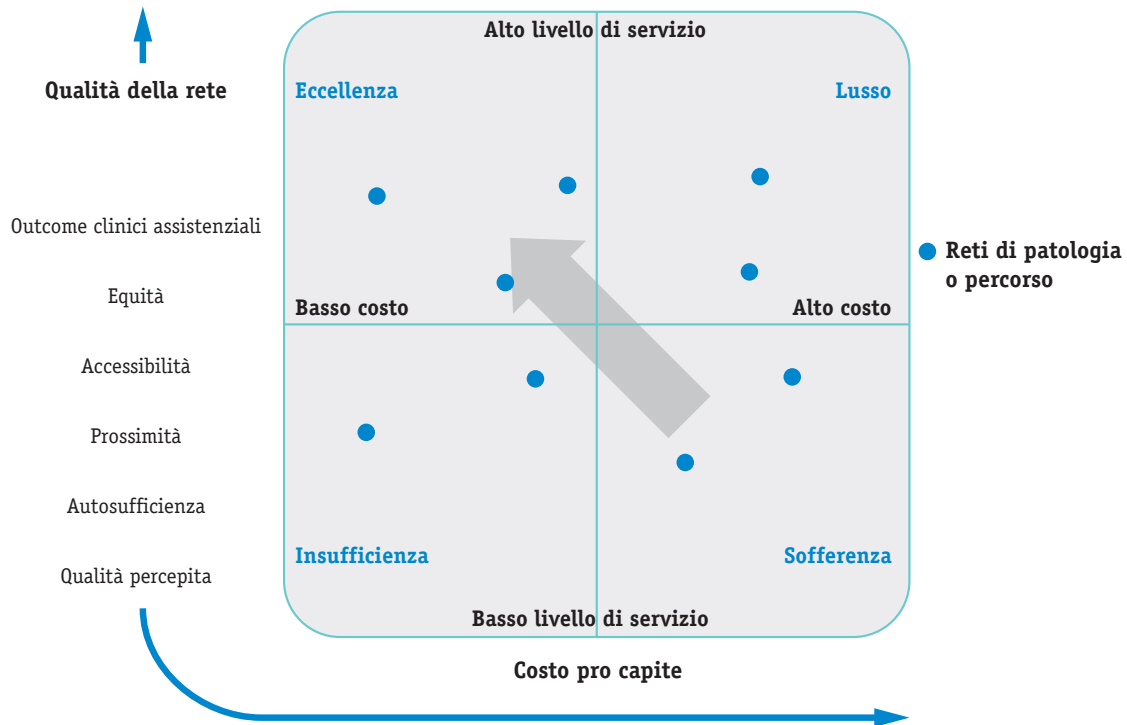 Alto livello di servizio
Qualità della rete
Eccellenza
Lusso
Outcome clinici assistenziali
Reti di patologia
o percorso
Equità
Basso costo
Alto costo
Accessibilità
Prossimità
Autosufficienza
Insufficienza
Sofferenza
Qualità percepita
Basso livello di servizio
Costo pro capite